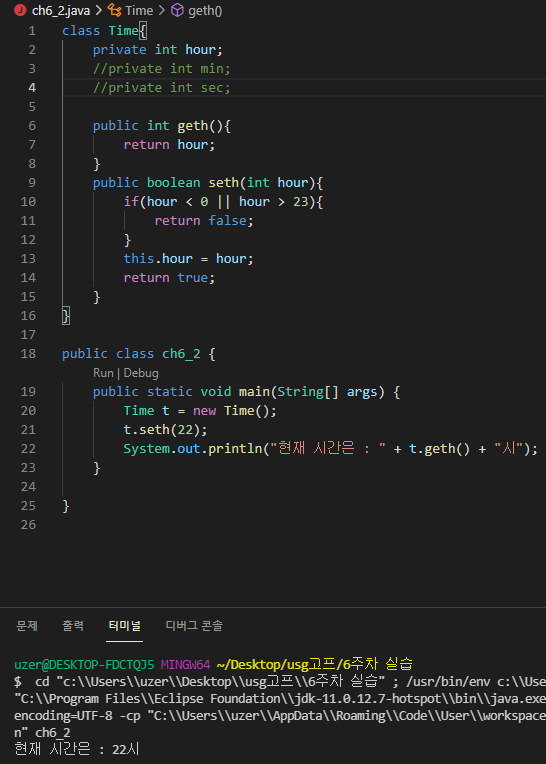 ch6_2.java > Time > geth()
1 class Time{
2 private int hour;
3 //private int min;
4 //private int sec;
5
6 public int geth(){
7 return hour;
8 }
9 public boolean seth(int hour){
10 if(hour < 0 || hour > 23){
11 return false;
12 }
13 this.hour = hour;
14 return true;
15 }
16 }
17
18 public class ch6_2 {
Run | Debug
19 public static void main(String[] args) {
20 Time t = new Time();
21 t.seth(22);
22 System.out.println("현재 시간은 : " + t.geth() + "시");
23 }
24
25 }
26
문제 출력 터미널 디버그 콘솔
uzer@DESKTOP-FDCTQJ5 MINGW64 ~/Desktop/usg고프/6주차 실습
$ cd "c:\\Users\\uzer\\Desktop\\usg고프\\6주차 실습" ; /usr/bin/env c:\\Use
"C:\\Program Files\\Eclipse Foundation\\jdk-11.0.12.7-hotspot\\bin\\java.exe
encoding=UTF-8 -cp "C:\\Users\\uzer\\AppData\\Roaming\\Code\\User\\workspace
n" ch6_2
현재 시간은 : 22시